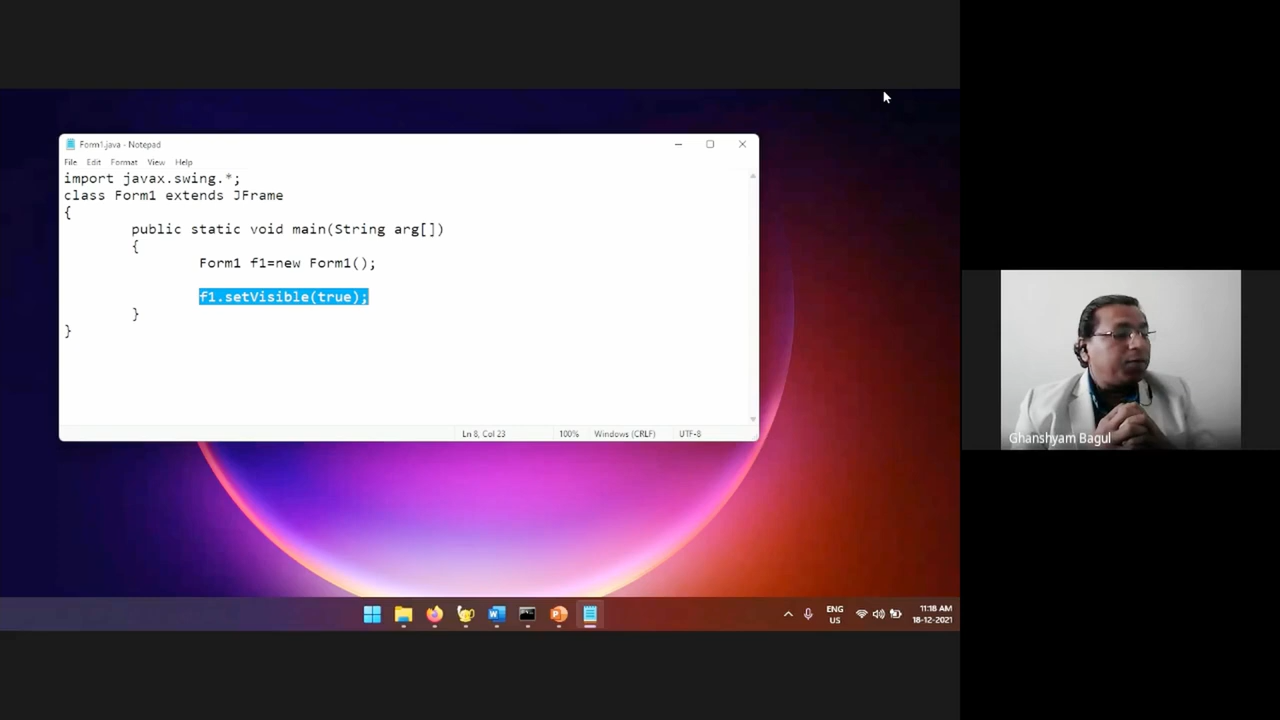 Form1.java - Notepad
File Edit Format View Help
import javax.swing.*;
class Form1 extends JFrame
{
public static void main(String arg[])
{
Form1 f1=new Form1();
f1.setVisible(true);
}
}
Ln 8, Col 23 100% Windows (CRLF) UTF-8
Ghanshyam Bagul
ENG
US
11:18 AM
18-12-2021